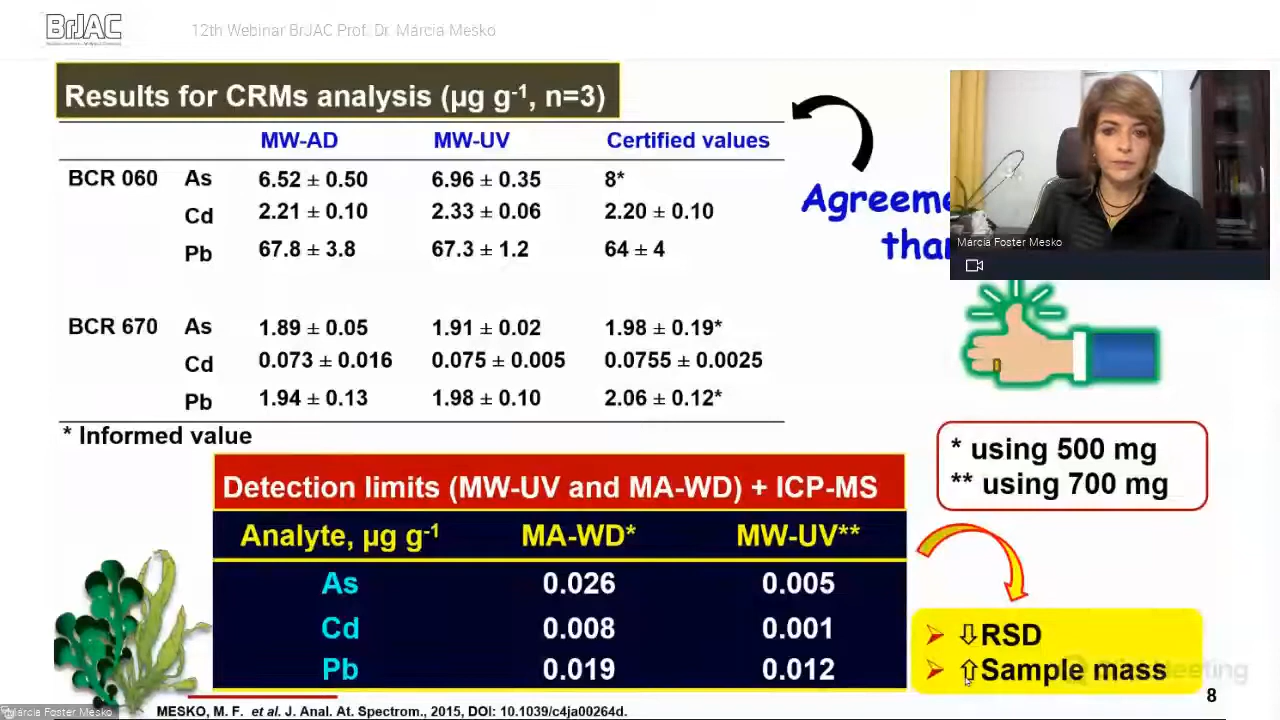 BrJAC
12th Webinar BrJAC Prof. Dr. Márcia Mesko
Results for CRMs analysis (µg g-1, n=3)
MW-AD MW-UV Certified values
BCR 060 As 6.52 ± 0.50 6.96 ± 0.35 8*
Cd 2.21 ± 0.10 2.33 ± 0.06 2.20 ± 0.10
Pb 67.8 ± 3.8 67.3 ± 1.2 64 ± 4
BCR 670 As 1.89 ± 0.05 1.91 ± 0.02 1.98 ± 0.19*
Cd 0.073 ± 0.016 0.075 ± 0.005 0.0755 ± 0.0025
Pb 1.94 ± 0.13 1.98 ± 0.10 2.06 ± 0.12*
* Informed value
Agreeme
than
Márcia Foster Mesko
* using 500 mg
** using 700 mg
Detection limits (MW-UV and MA-WD) + ICP-MS
Analyte, µg g-1 MA-WD* MW-UV**
As 0.026 0.005
Cd 0.008 0.001
Pb 0.019 0.012
⇩RSD
⇧Sample mass
8
Márcia Foster Mesko
MESKO, M. F. et al. J. Anal. At. Spectrom., 2015, DOI: 10.1039/c4ja00264d.